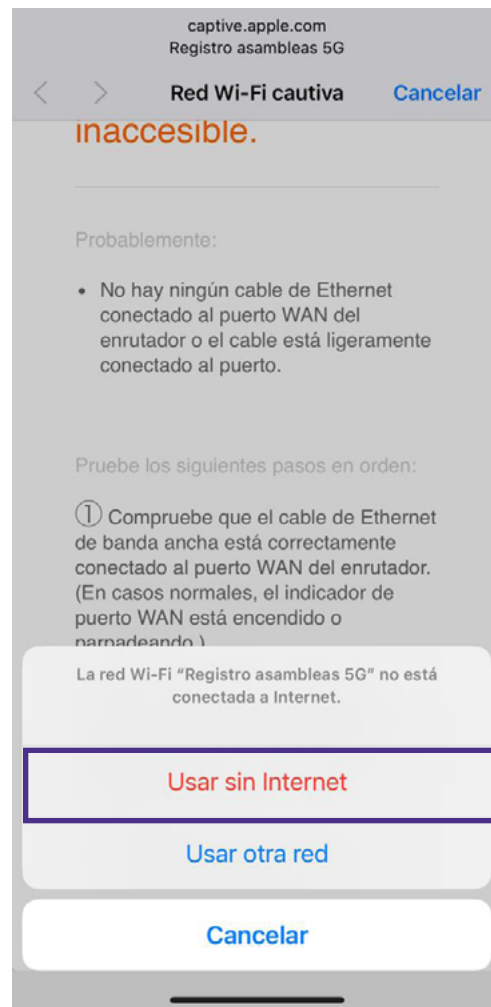 captive.apple.com
Registro asambleas 5G
Red Wi-Fi cautiva
Cancelar
inaccesible.
Probablemente:
• No hay ningún cable de Ethernet
conectado al puerto WAN del
enrutador o el cable está ligeramente
conectado al puerto.
Pruebe los siguientes pasos en orden:
① Compruebe que el cable de Ethernet
de banda ancha está correctamente
conectado al puerto WAN del enrutador.
(En casos normales, el indicador de
puerto WAN está encendido o
parpadeando.)
La red Wi-Fi “Registro asambleas 5G” no está
conectada a Internet.
Usar sin Internet
Usar otra red
Cancelar